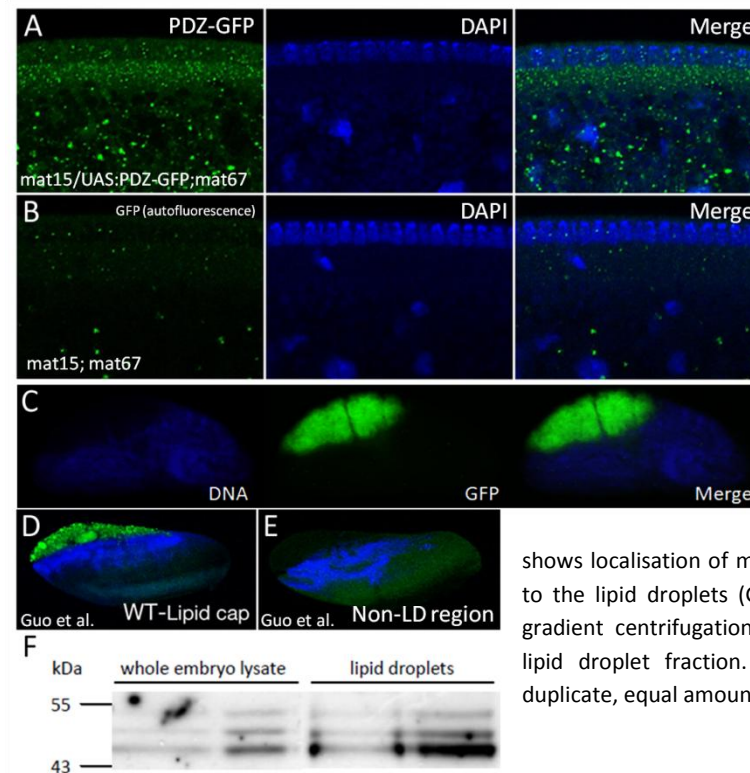 A PDZ-GFP DAPI Merge
mat15/UAS:PDZ-GFP;mat67
B GFP (autofluorescence) DAPI Merge
mat15; mat67
C
DNA GFP Merge
D E
Guo et al. WT-Lipid cap Guo et al. Non-LD region
F
kDa whole embryo lysate lipid droplets
55
43
shows localisation of
to the lipid droplets
gradient centrifugation
lipid droplet fraction.
duplicate, equal